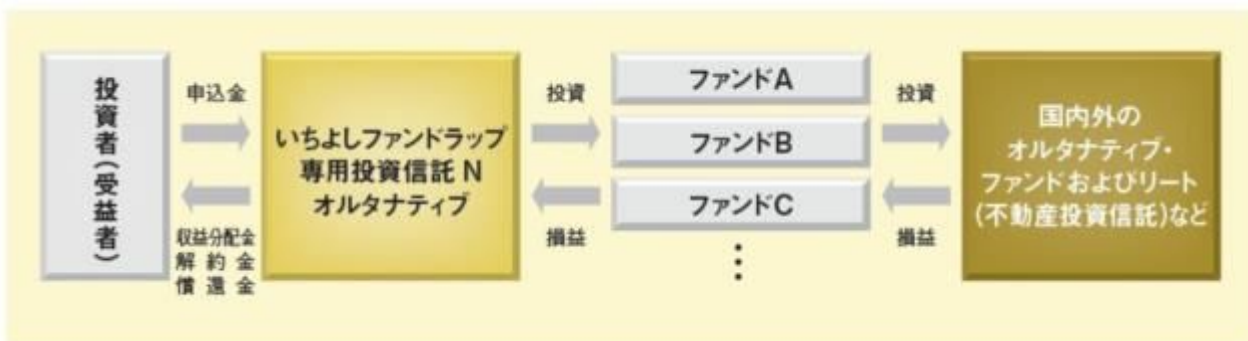 投資者(受益者)
申込金
収益分配金
解約金
償還金
いちよしファンドラップ
専用投資信託 N
オルタナティブ
投資
損益
ファンドA
ファンドB
ファンドC
⋮
投資
損益
国内外の
オルタナティブ・
ファンドおよびリート
(不動産投資信託)など